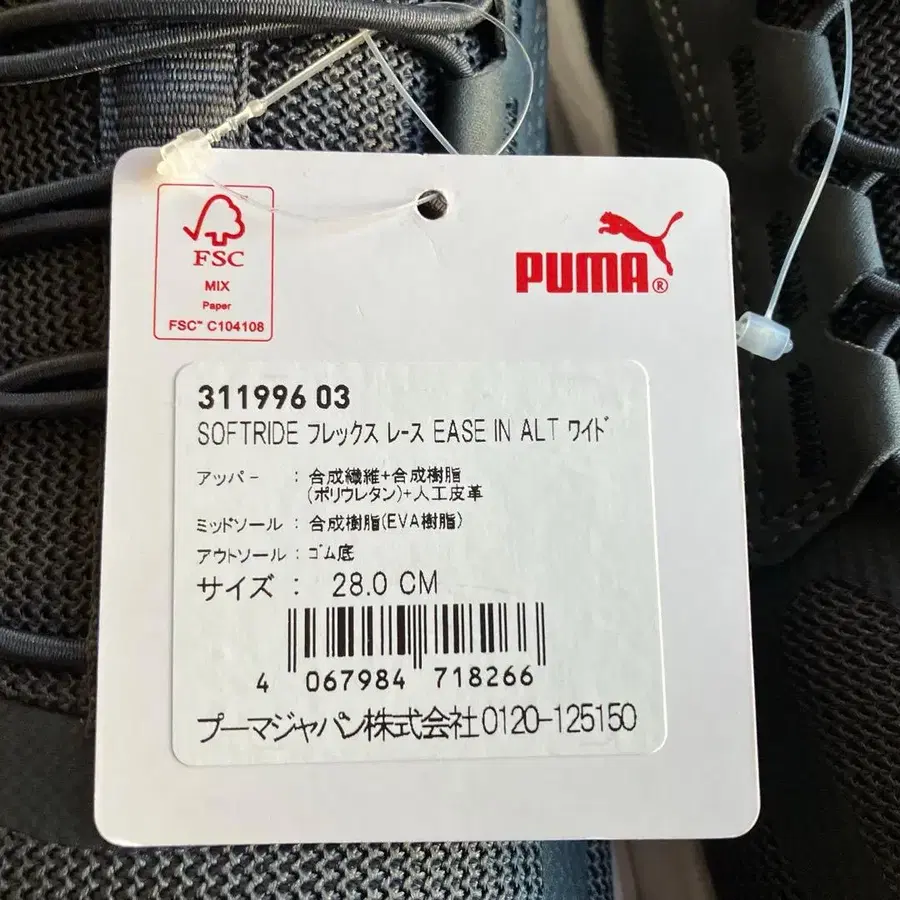 FSC
MIX
Paper
FSC™ C104108
PUMA®
311996 03
SOFTRIDE フレックス レース EASE IN ALT ワイド
アッパー : 合成繊維+合成樹脂
(ポリウレタン)+人工皮革
ミッドソール : 合成樹脂(EVA樹脂)
アウトソール : ゴム底
サイズ : 28.0 CM
4 067984 718266
プーマジャパン株式会社0120-125150